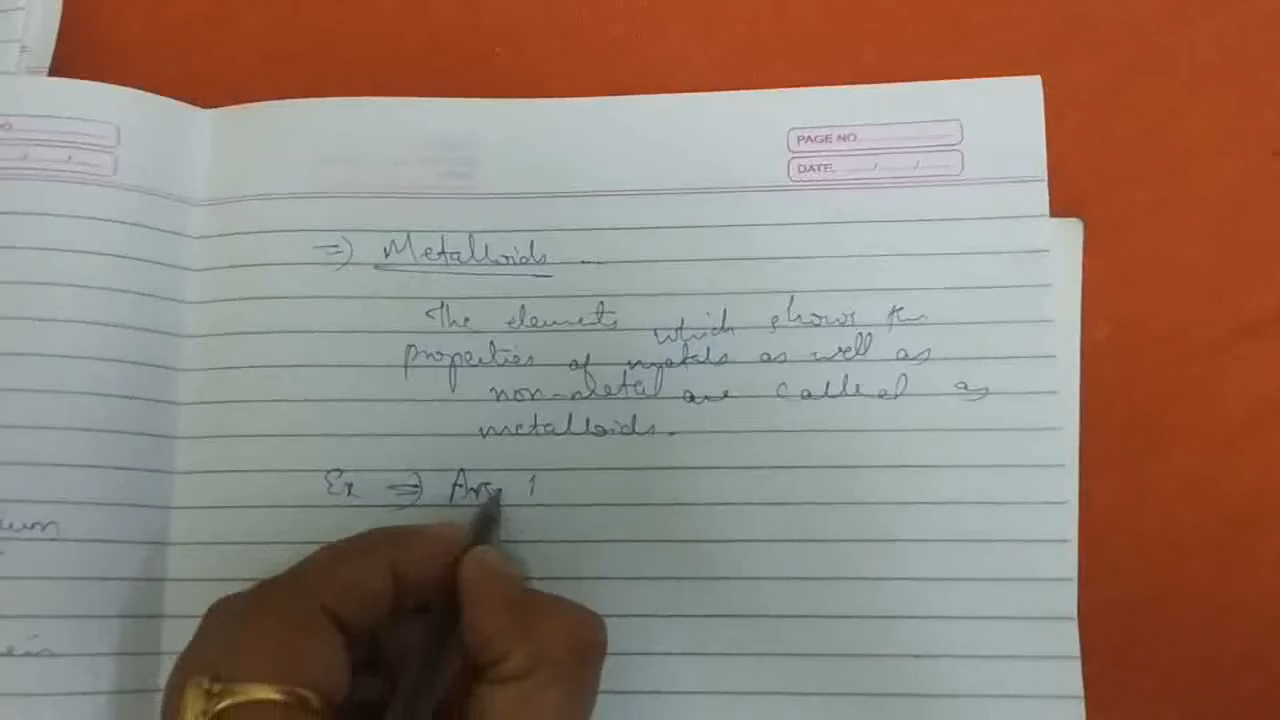 PAGE NO.
DATE
⇒ Metalloids
The elements which shows the
properties of metals as well as
non-metal are called as
metalloids.
Ex ⇒ Ars